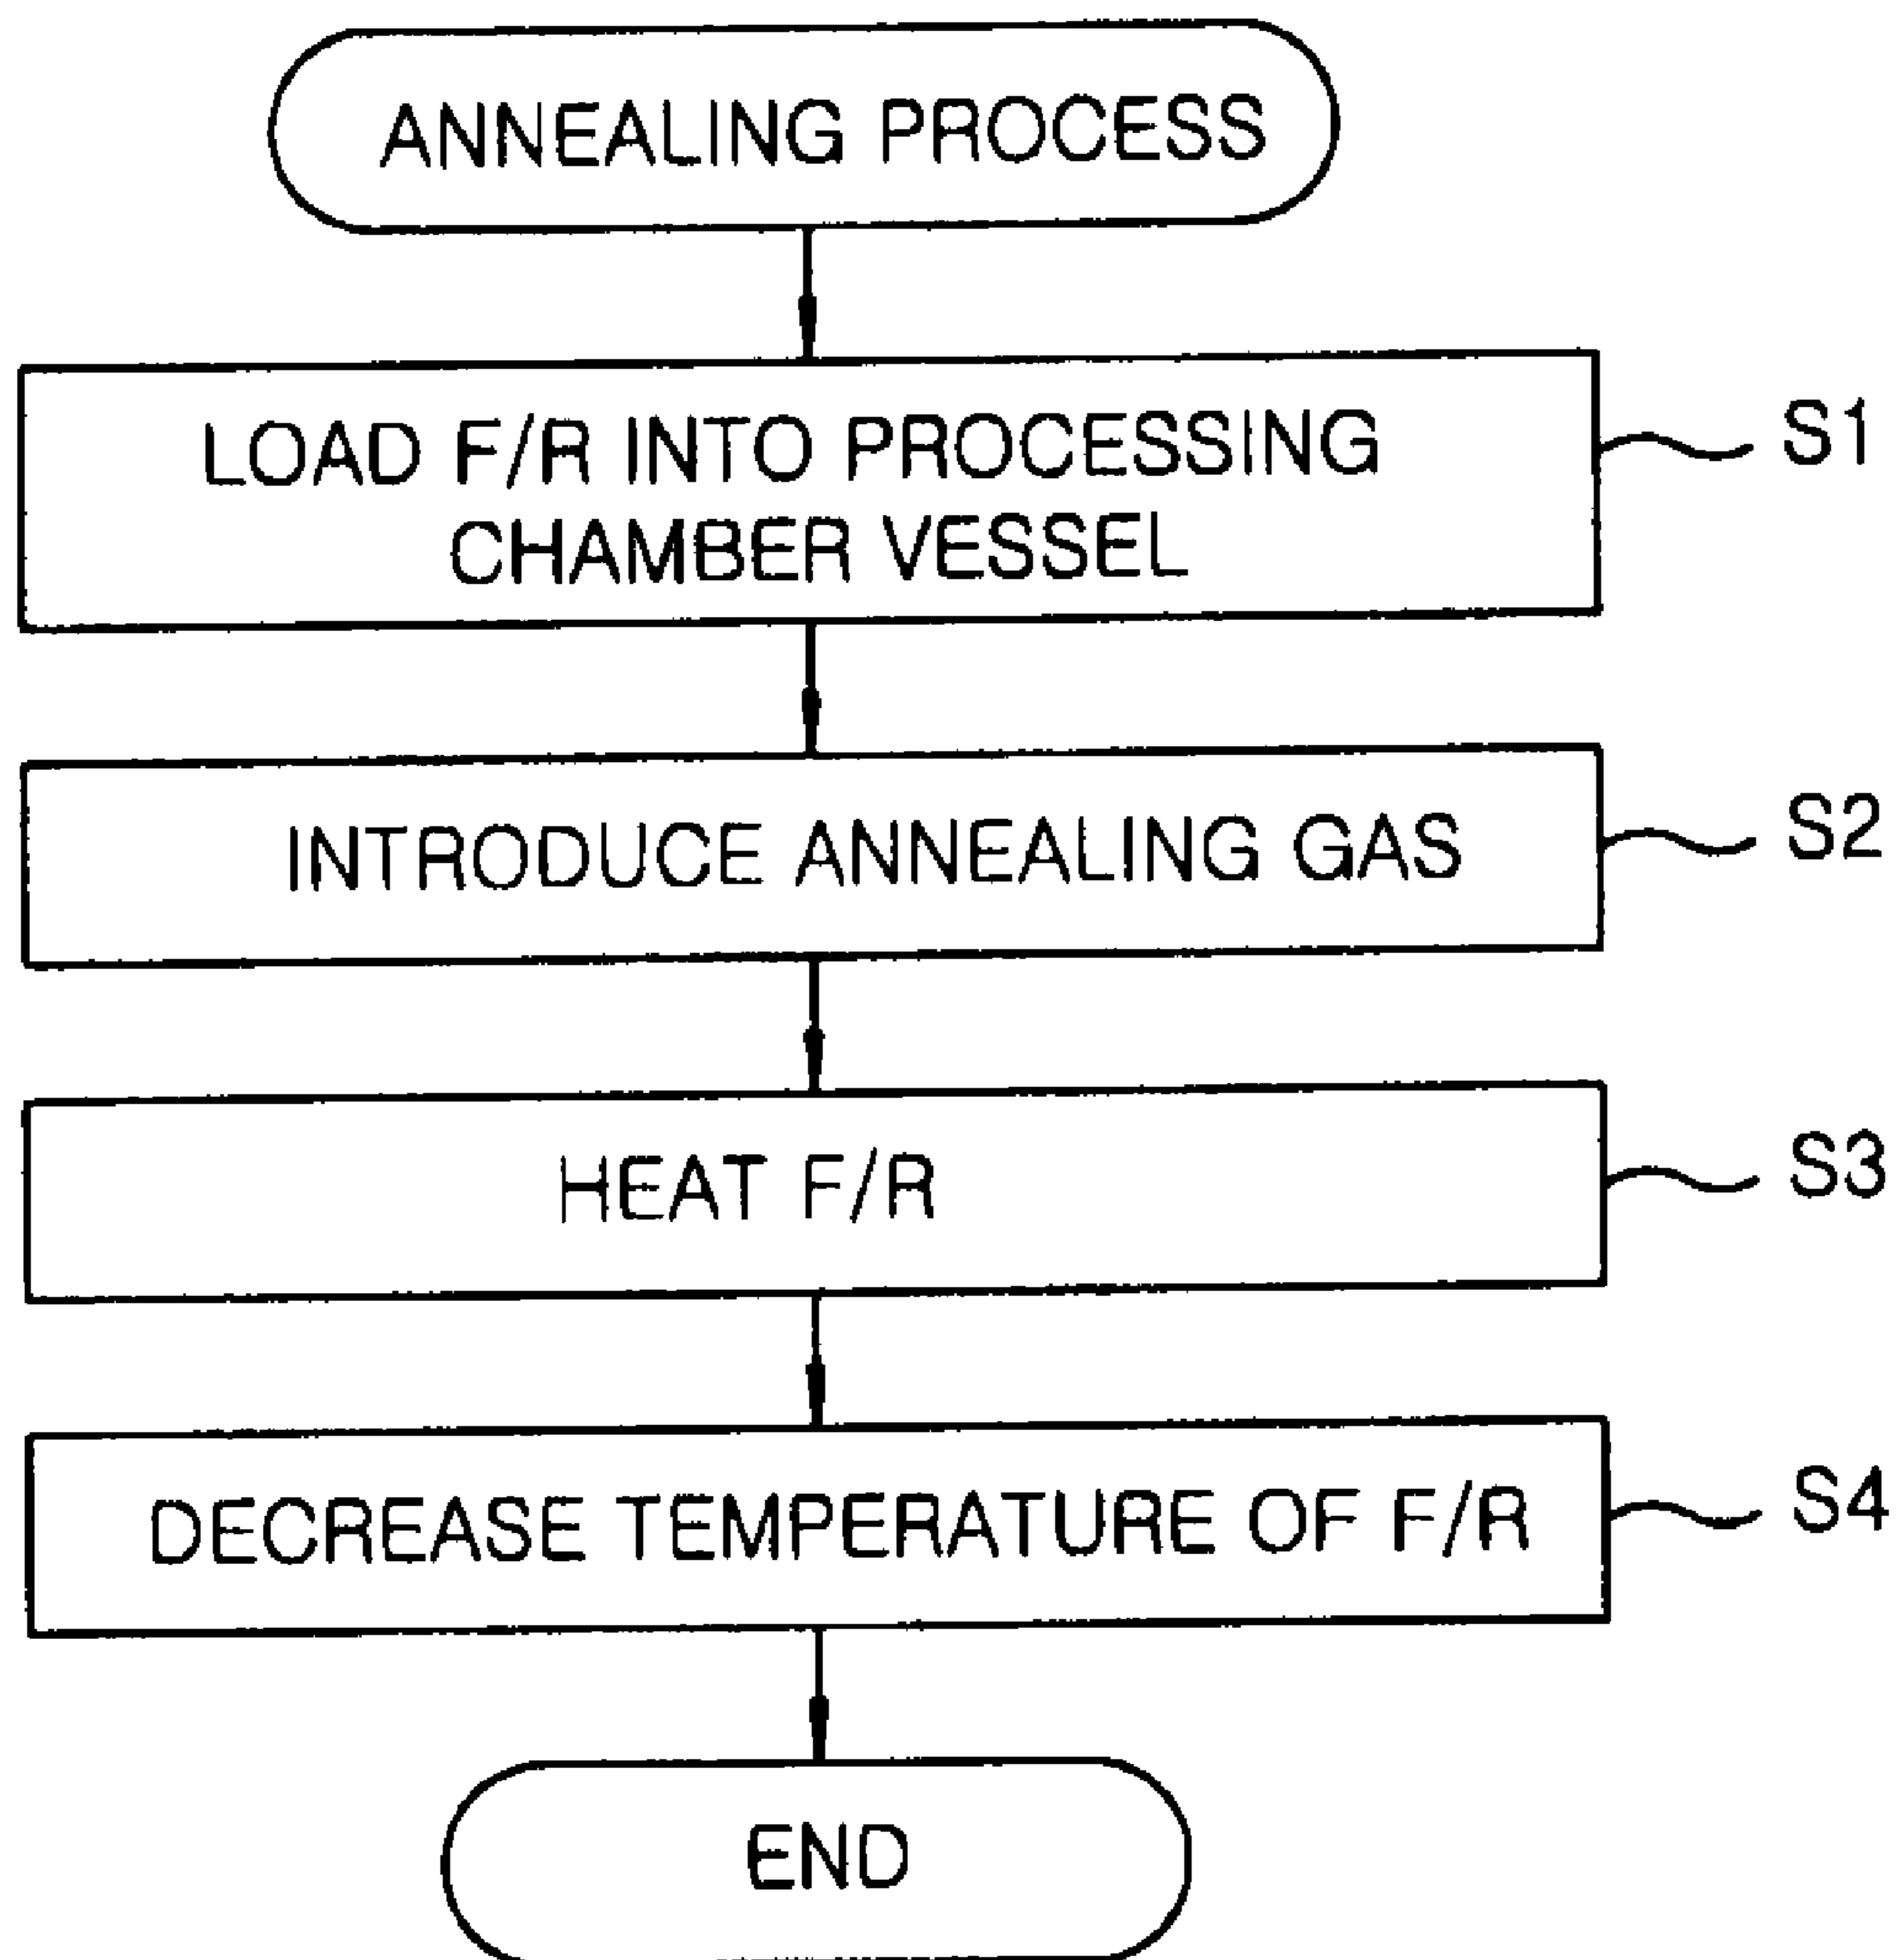 ANNEALING PROCESS
LOAD F/R INTO PROCESSING
CHAMBER VESSEL
S1
INTRODUCE ANNEALING GAS
S2
HEAT F/R
S3
DECREASE TEMPERATURE OF F/R
S4
END